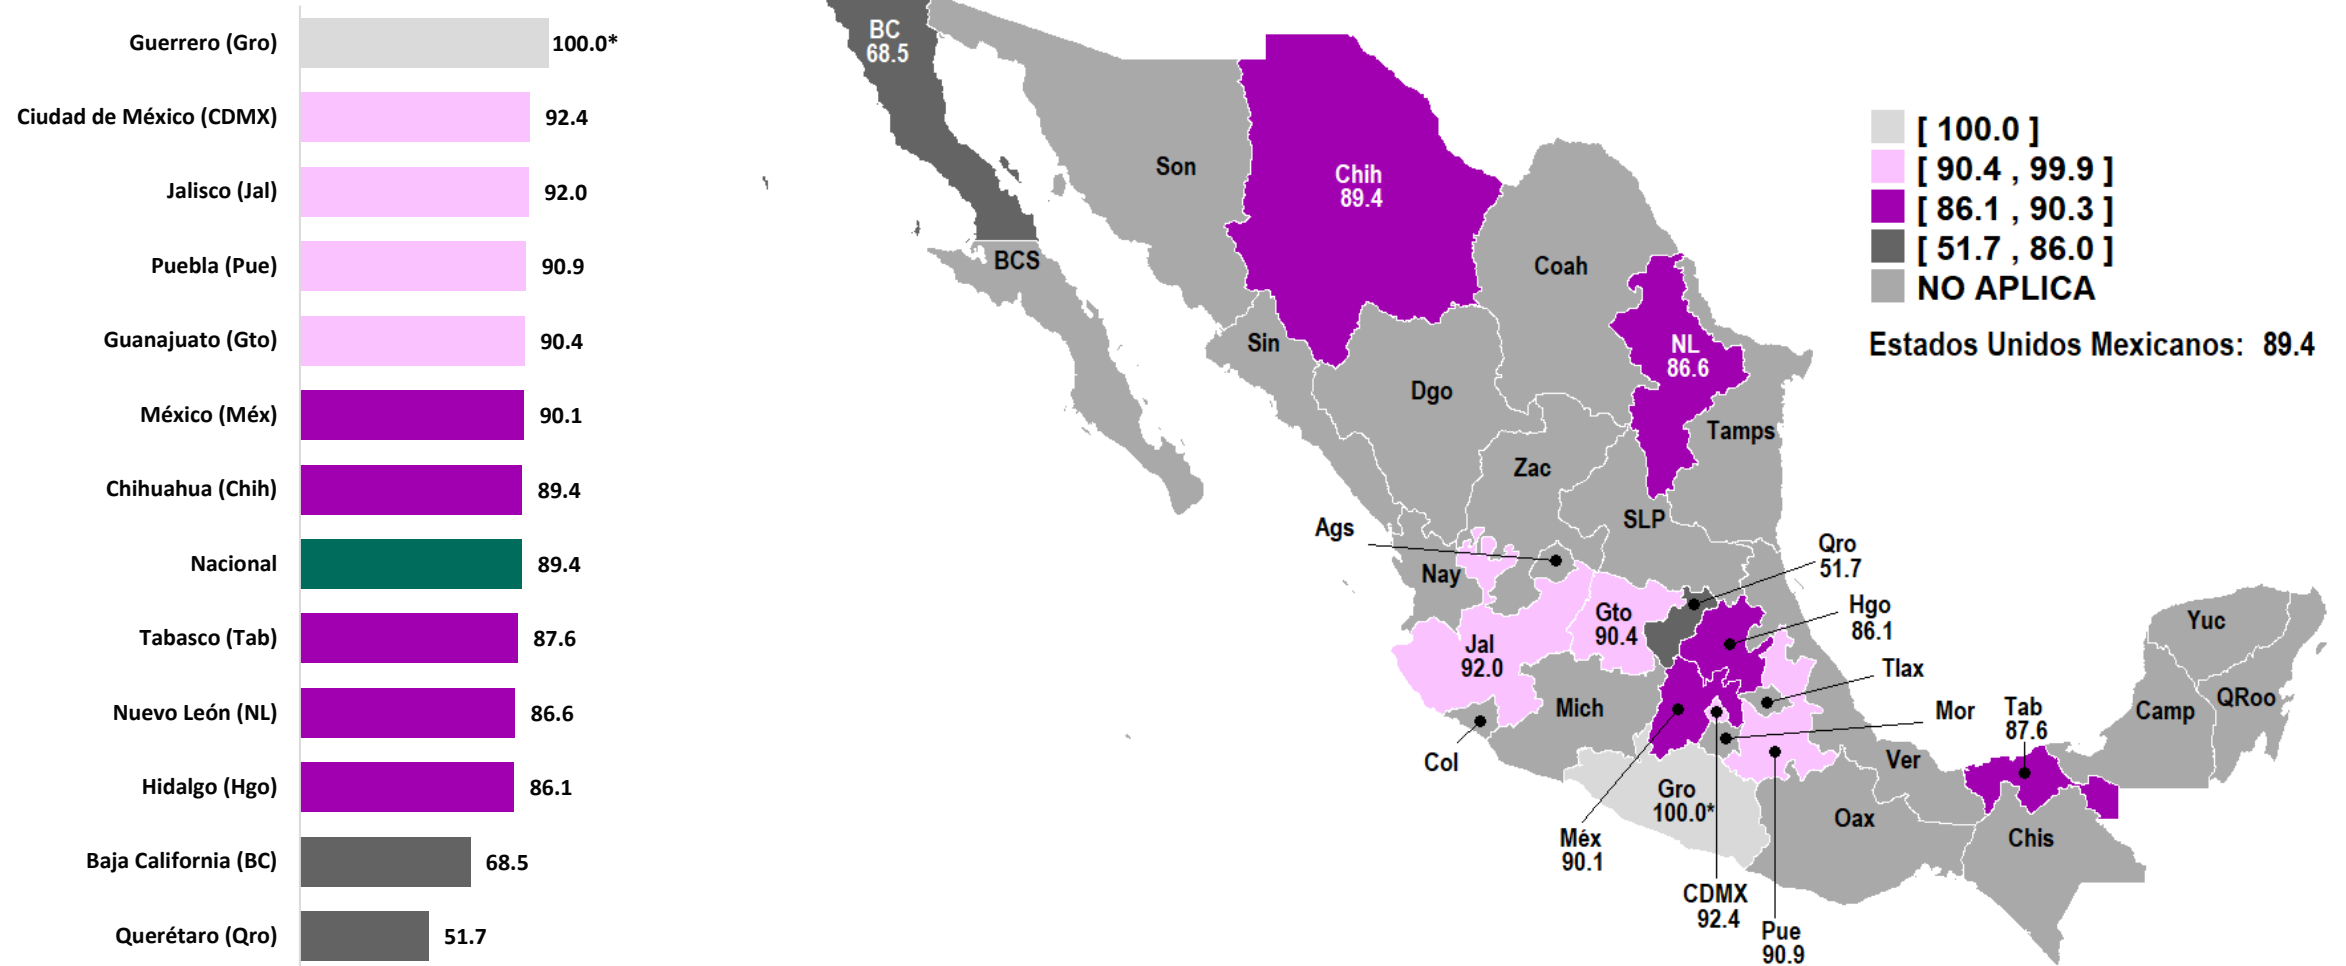 Guerrero (Gro) 100.0*
Ciudad de México (CDMX) 92.4
Jalisco (Jal) 92.0
Puebla (Pue) 90.9
Guanajuato (Gto) 90.4
México (Méx) 90.1
Chihuahua (Chih) 89.4
Nacional 89.4
Tabasco (Tab) 87.6
Nuevo León (NL) 86.6
Hidalgo (Hgo) 86.1
Baja California (BC) 68.5
Querétaro (Qro) 51.7
BC
68.5
Son
Chih
89.4
BCS
Coah
Sin
NL
86.6
Dgo
Tamps
Zac
SLP
Ags
Nay
Qro
51.7
Hgo
86.1
Gto
90.4
Jal
92.0
Tlax
Mich
Mor
Col
Gro
100.0*
Méx
90.1
CDMX
92.4
Pue
90.9
Oax
Ver
Tab
87.6
Chis
Camp
Yuc
QRoo
[ 100.0 ]
[ 90.4 , 99.9 ]
[ 86.1 , 90.3 ]
[ 51.7 , 86.0 ]
NO APLICA
Estados Unidos Mexicanos: 89.4